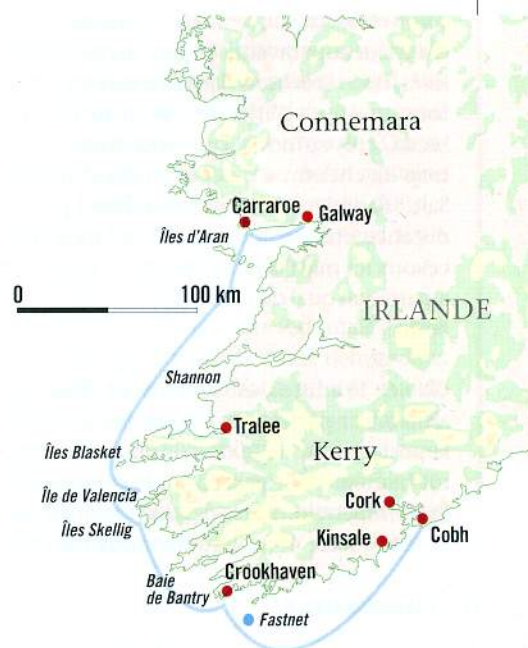 Connemara
Carraroe
Galway
Îles d'Aran
0
100 km
IRLANDE
Shannon
Tralee
Îles Blasket
Kerry
Île de Valencia
Cork
Îles Skellig
Kinsale
Cobh
Baie
de Bantry
Crookhaven
Fastnet